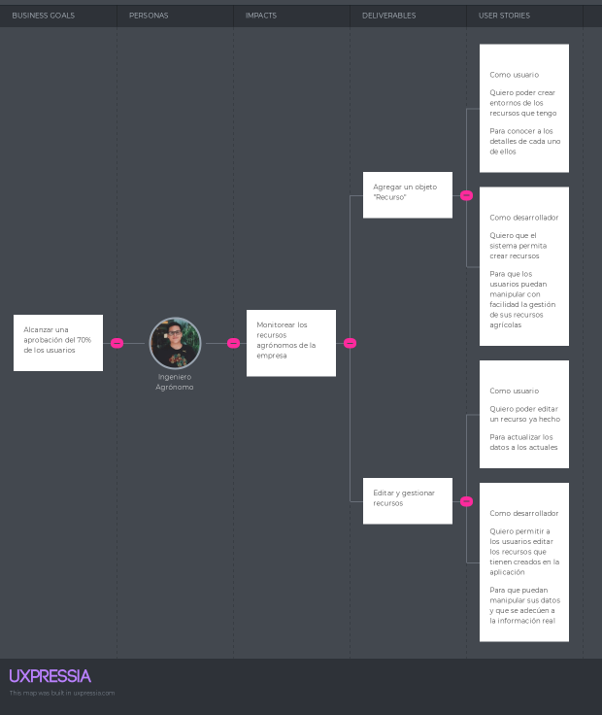 BUSINESS GOALS
PERSONAS
IMPACTS
DELIVERABLES
USER STORIES
Alcanzar una
aprobación del 70%
de los usuarios
Ingeniero
Agrónomo
Monitorear los
recursos
agrónomos de la
empresa
Agregar un objeto
"Recurso"
Como usuario
Quiero poder crear
entornos de los
recursos que tengo
Para conocer a los
detalles de cada uno
de ellos
Como desarrollador
Quiero que el
sistema permita
crear recursos
Para que los
usuarios puedan
manipular con
facilidad la gestión
de sus recursos
agrícolas
Editar y gestionar
recursos
Como usuario
Quiero poder editar
un recurso ya hecho
Para actualizar los
datos a los actuales
Como desarrollador
Quiero permitir a
los usuarios editar
los recursos que
tienen creados en la
aplicación
Para que puedan
manipular sus datos
y que se adecúen a
la información real
UXPRESSIA
This map was built in uxpressia.com